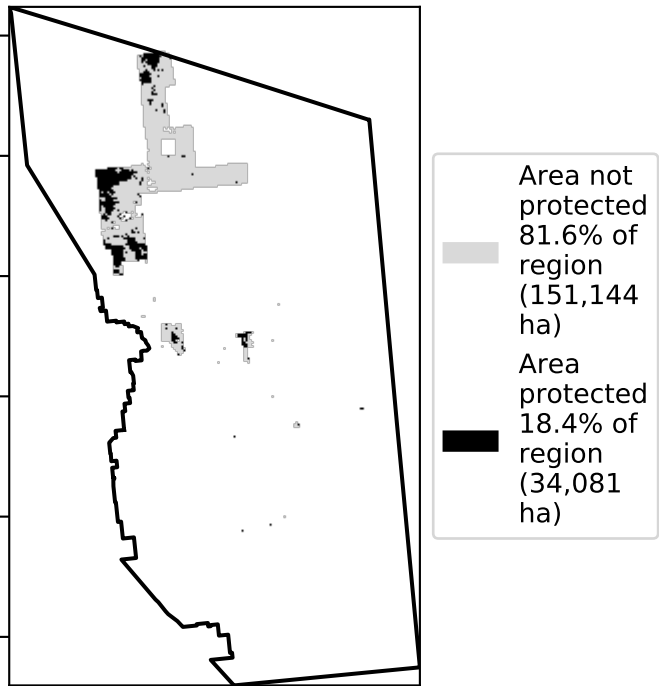 Area not
protected
81.6% of
region
(151,144
ha)
Area
protected
18.4% of
region
(34,081
ha)